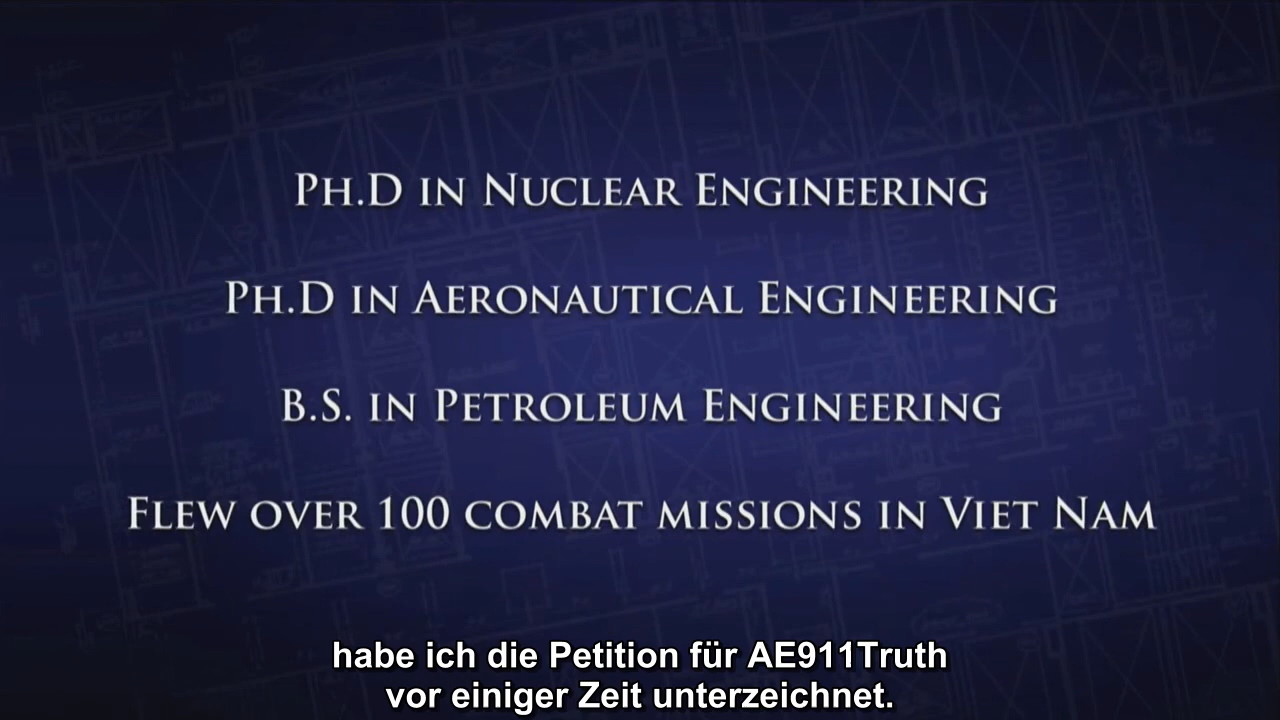 Ph.D in Nuclear Engineering
Ph.D in Aeronautical Engineering
B.S. in Petroleum Engineering
Flew over 100 combat missions in Viet Nam
habe ich die Petition für AE911Truth
vor einiger Zeit unterzeichnet.